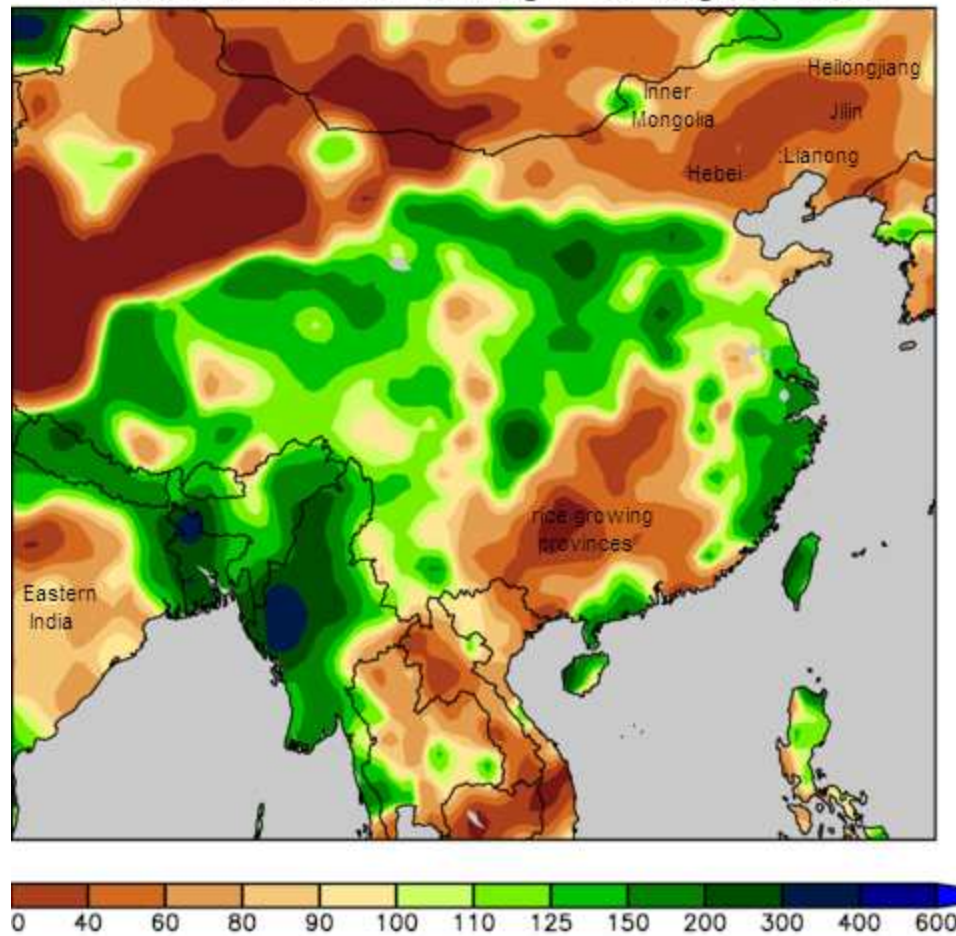 Heilongjiang
Inner
Mongolia
Jilin
:Lianong
Hebei
rice growing
provinces
Eastern
India
0 40 60 80 90 100 110 125 150 200 300 400 600